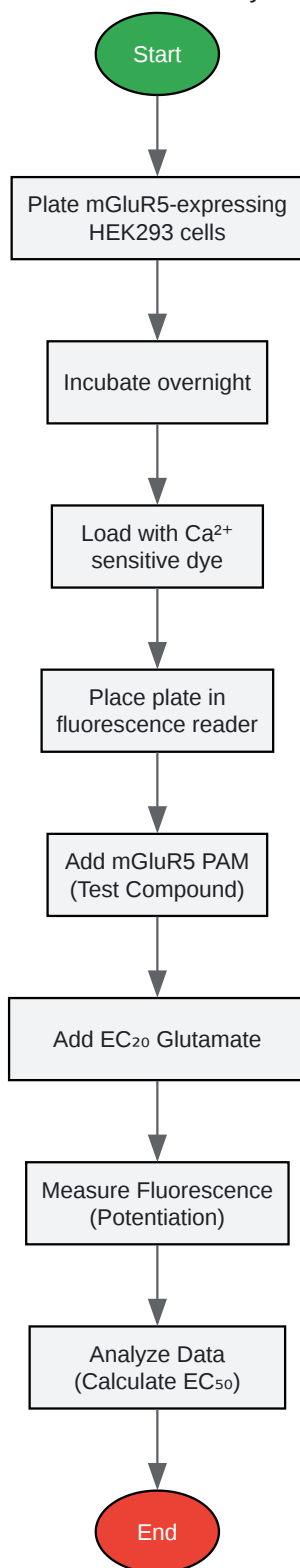 Start
Plate mGluR5-expressing
HEK293 cells
Incubate overnight
Load with Ca²⁺
sensitive dye
Place plate in
fluorescence reader
Add mGluR5 PAM
(Test Compound)
Add EC₂₀ Glutamate
Measure Fluorescence
(Potentiation)
Analyze Data
(Calculate EC₅₀)
End